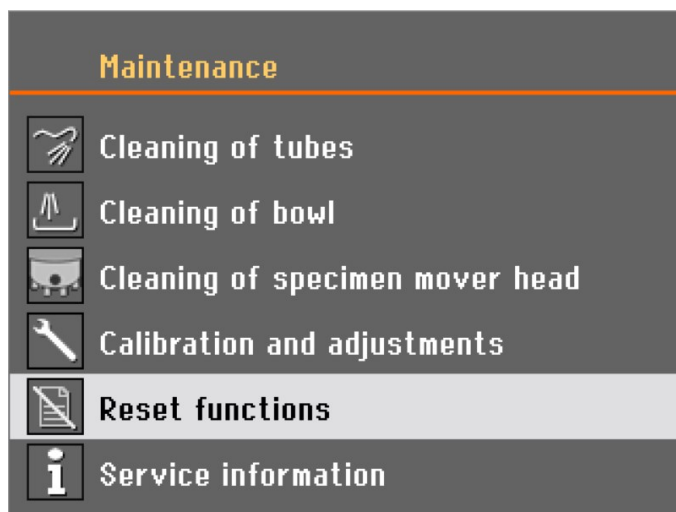 Maintenance
Cleaning of tubes
Cleaning of bowl
Cleaning of specimen mover head
Calibration and adjustments
Reset functions
Service information